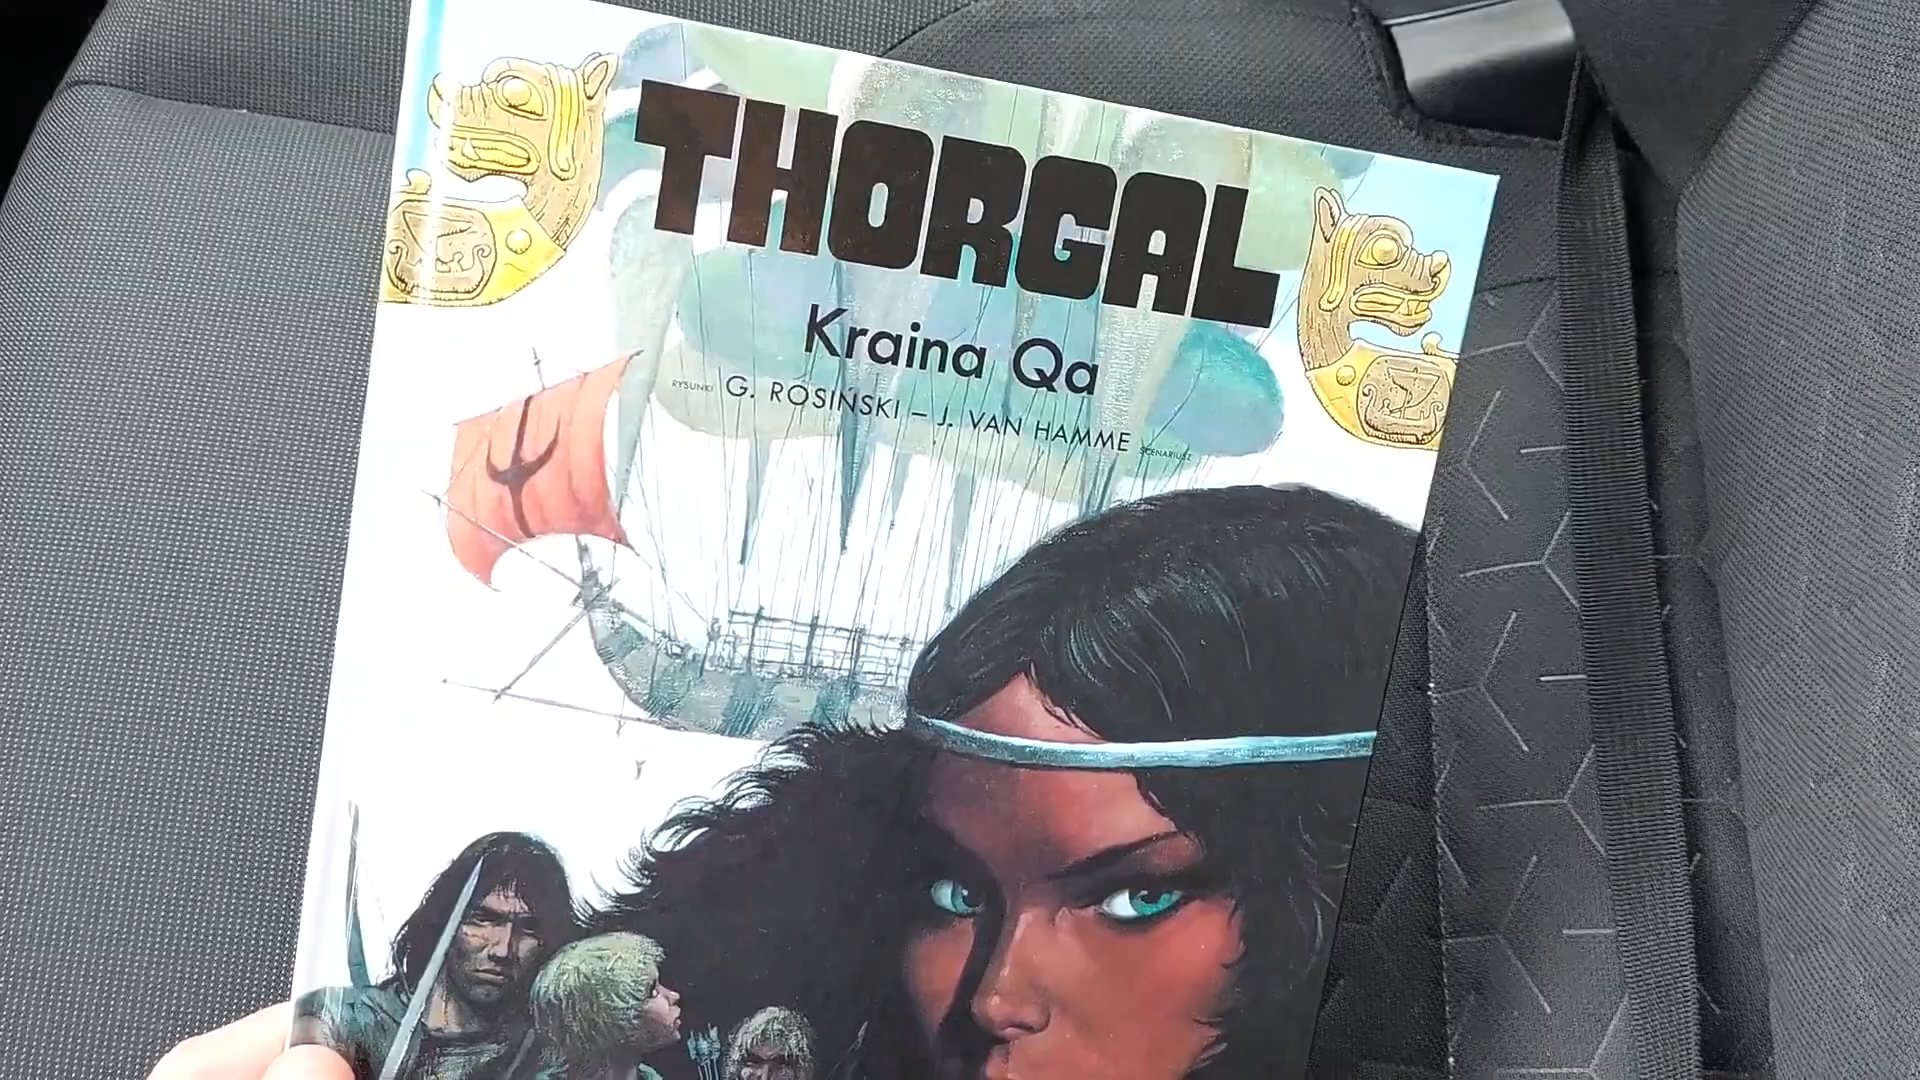 THORGAL
Kraina Qa
RYSUNKI G. ROSIŃSKI – J. VAN HAMME SCENARIUSZ